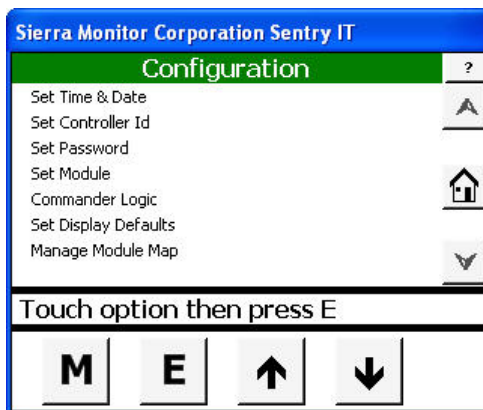 Sierra Monitor Corporation Sentry IT
Configuration
?
Set Time & Date
Set Controller Id
Set Password
Set Module
Commander Logic
Set Display Defaults
Manage Module Map
Touch option then press E
M E